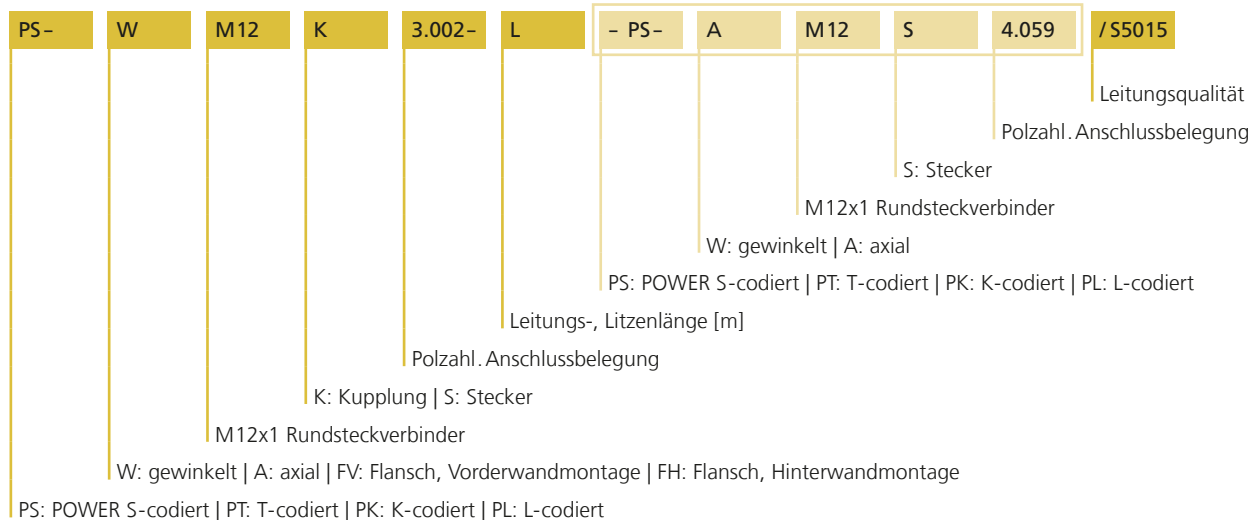 PS– W M12 K 3.002– L – PS– A M12 S 4.059 / S5015
Leitungsqualität
Polzahl. Anschlussbelegung
S: Stecker
M12x1 Rundsteckverbinder
W: gewinkelt | A: axial
PS: POWER S-codiert | PT: T-codiert | PK: K-codiert | PL: L-codiert
Leitungs-, Litzenlänge [m]
Polzahl. Anschlussbelegung
K: Kupplung | S: Stecker
M12x1 Rundsteckverbinder
W: gewinkelt | A: axial | FV: Flansch, Vorderwandmontage | FH: Flansch, Hinterwandmontage
PS: POWER S-codiert | PT: T-codiert | PK: K-codiert | PL: L-codiert